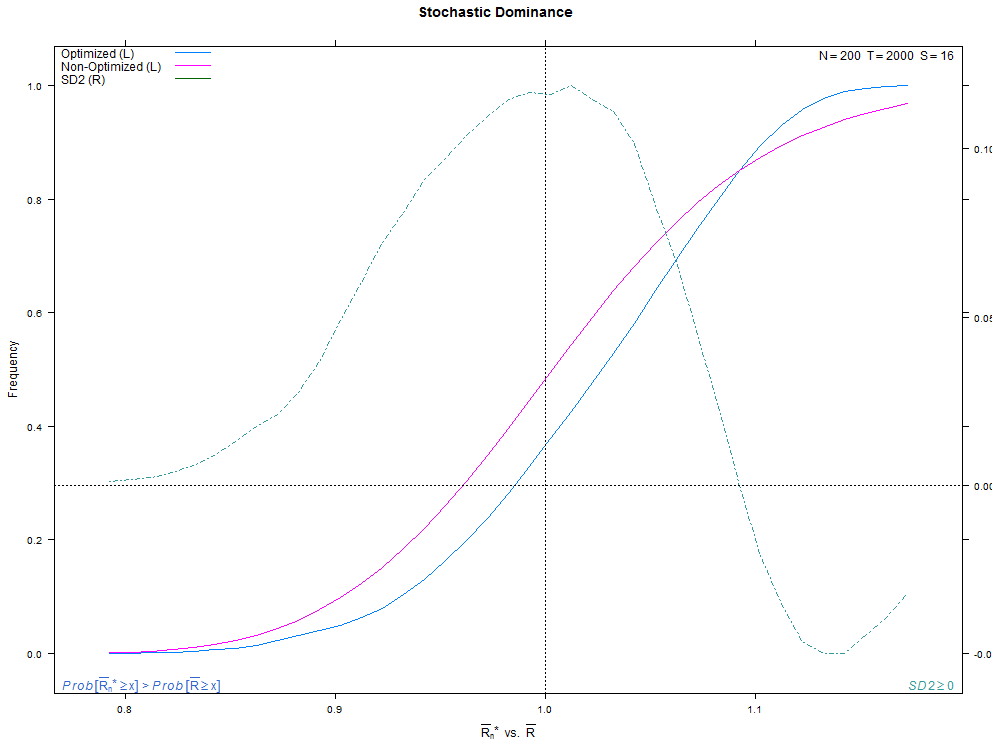 Stochastic Dominance
Optimized (L)
Non-Optimized (L)
SD2 (R)
N=200 T=2000 S=16
1.0
0.8
0.6
0.4
0.2
0.0
Frequency
0.10
0.05
0.00
-0.0
Prob[R̅ₙ* ≥x] > Prob[R̅ ≥x]
SD2≥0
0.8 0.9 1.0 1.1
R̅ₙ* vs. R̅